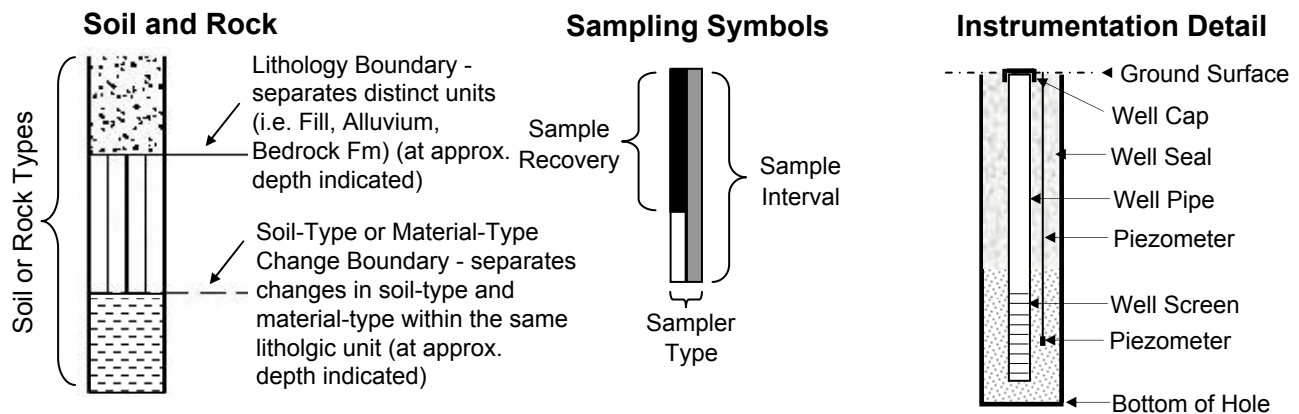 Soil and Rock
Soil or Rock Types
Lithology Boundary -
separates distinct units
(i.e. Fill, Alluvium,
Bedrock Fm) (at approx.
depth indicated)
Soil-Type or Material-Type
Change Boundary - separates
changes in soil-type and
material-type within the same
lithologic unit (at approx.
depth indicated)
Sampling Symbols
Sample
Recovery
Sample
Interval
Sampler
Type
Instrumentation Detail
Ground Surface
Well Cap
Well Seal
Well Pipe
Piezometer
Well Screen
Piezometer
Bottom of Hole